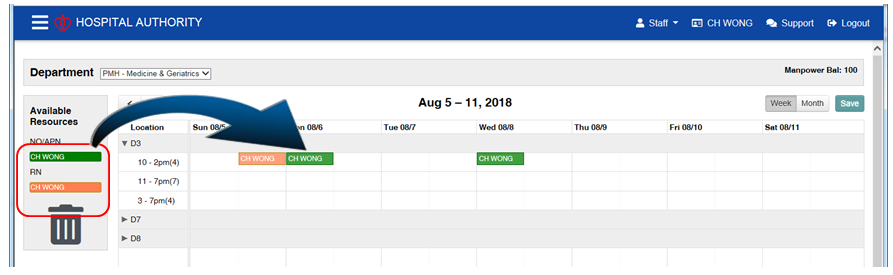 HOSPITAL AUTHORITY
Staff CH WONG Support Logout
Department PMH - Medicine & Geriatrics
Manpower Bal: 100
Available
Resources
NO/APN
CH WONG
RN
CH WONG
Aug 5 – 11, 2018
Week Month Save
Location Sun 08/5 08/6 Tue 08/7 Wed 08/8 Thu 08/9 Fri 08/10 Sat 08/11
D3
10 - 2pm(4) CH WONG CH WONG CH WONG
11 - 7pm(7)
3 - 7pm(4)
D7
D8